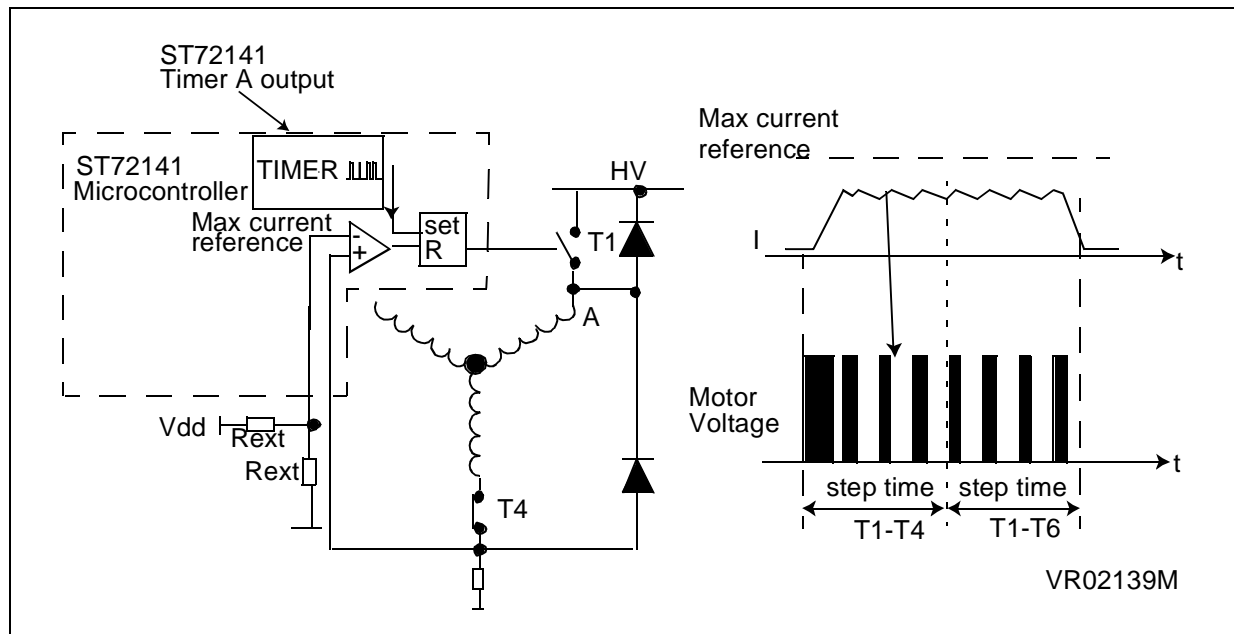 ST72141
Timer A output
ST72141
Microcontroller
TIMER
Max current
reference
-
+
set
R
HV
T1
A
Vdd
Rext
Rext
T4
Max current
reference
I
t
Motor
Voltage
t
step time
step time
T1-T4
T1-T6
VR02139M